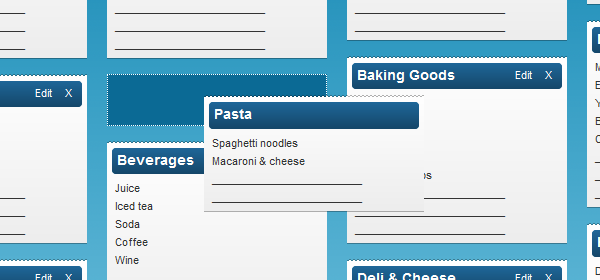 Edit X
Baking Goods Edit X
Pasta
Spaghetti noodles
Macaroni & cheese
Beverages
Juice
Iced tea
Soda
Coffee
Wine
Edit X
Deli & Cheese Edit X